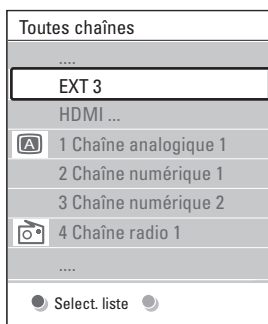 Toutes chaînes
....
EXT 3
HDMI ...
A 1 Chaîne analogique 1
2 Chaîne numérique 1
3 Chaîne numérique 2
4 Chaîne radio 1
....
Select. liste